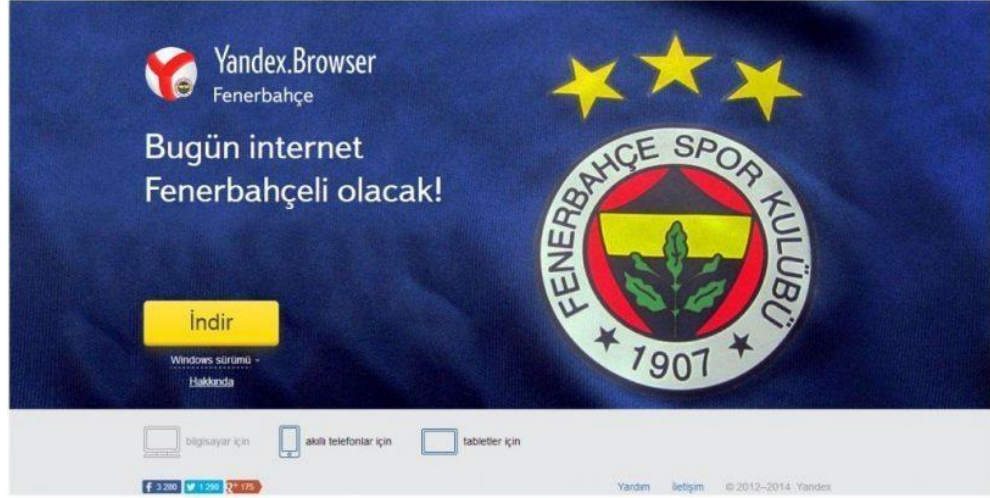 Yandex.Browser
Fenerbahçe
Bugün internet
Fenerbahçeli olacak!
İndir
Windows sürümü
Hakkında
FENERBAHÇE SPOR KULÜBÜ
★ 1907 ★
bilgisayar için
akıllı telefonlar için
tabletler için
3 280
1 290
175
Yardım İletişim © 2012–2014 Yandex